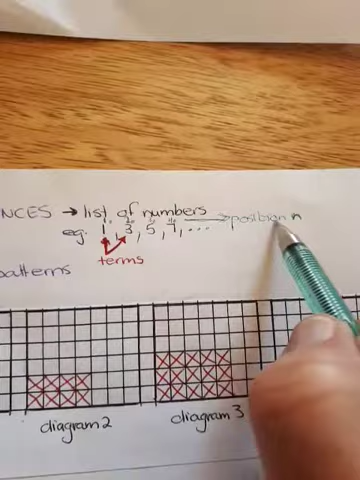 NCES → list of numbers → position n
eg. 1, 3, 5, 7, ...
terms
patterns
diagram 2 diagram 3